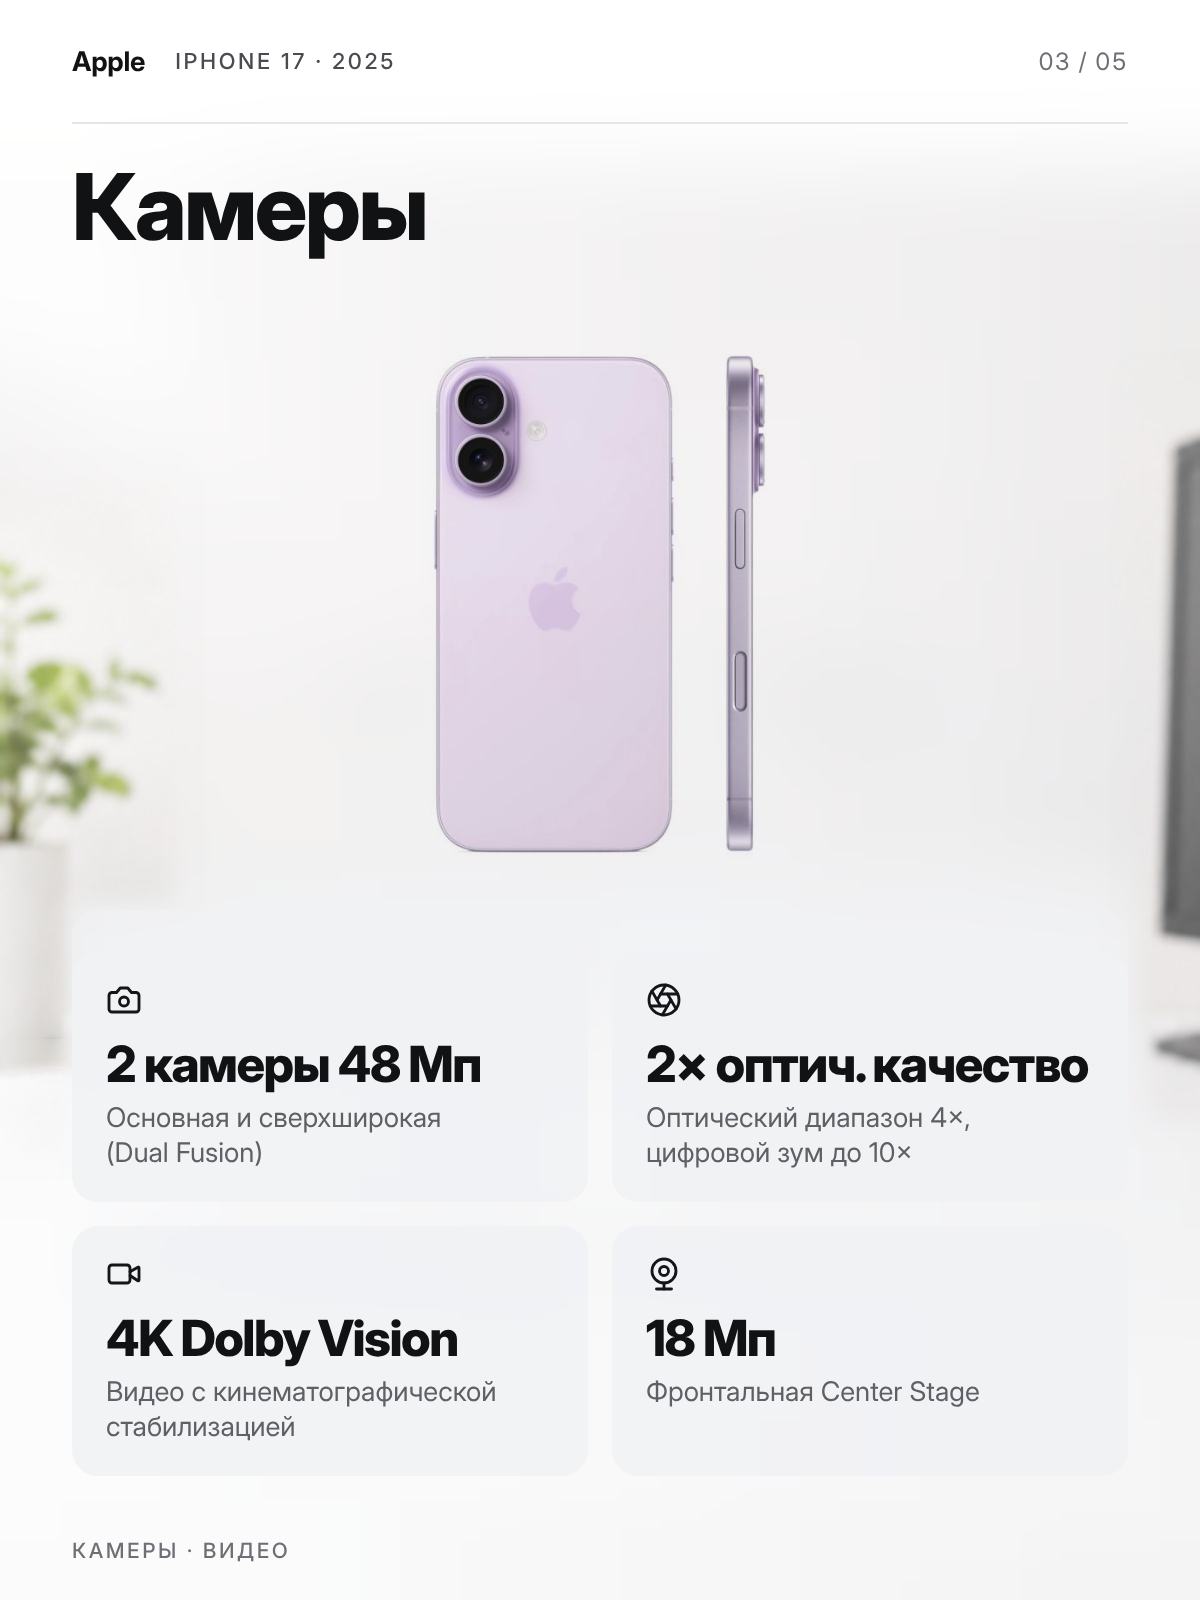 Apple IPHONE 17 · 2025 03 / 05
Камеры
2 камеры 48 Мп
Основная и сверхширокая
(Dual Fusion)
2× оптич. качество
Оптический диапазон 4×,
цифровой зум до 10×
4K Dolby Vision
Видео с кинематографической
стабилизацией
18 Мп
Фронтальная Center Stage
КАМЕРЫ · ВИДЕО